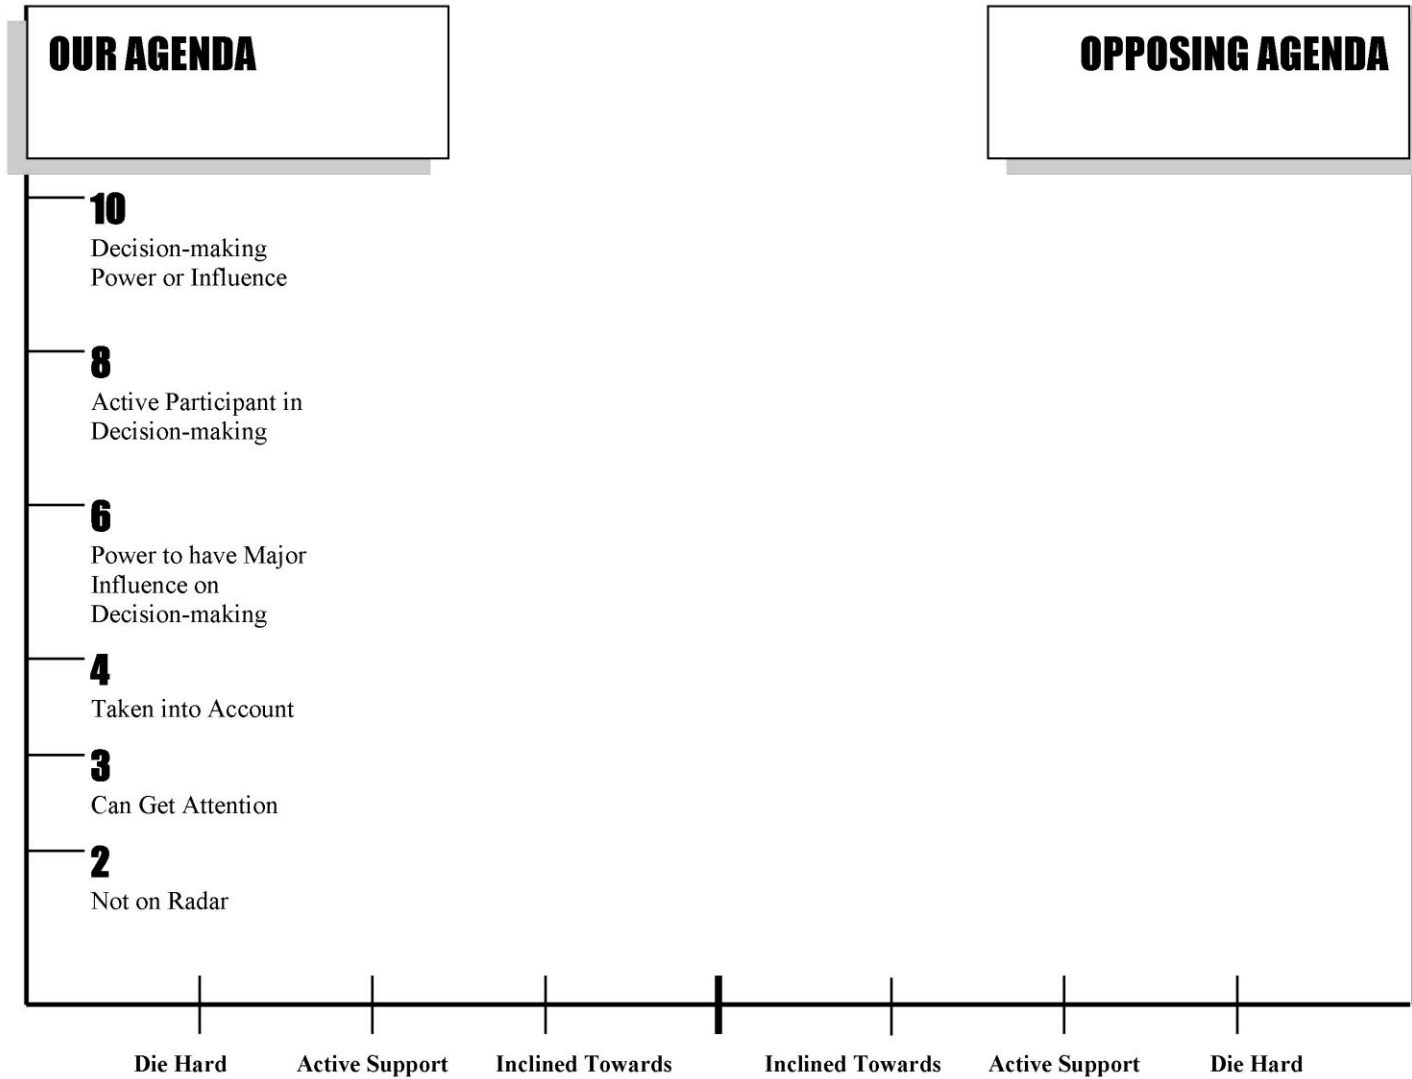 OUR AGENDA
OPPOSING AGENDA
10
Decision-making
Power or Influence
8
Active Participant in
Decision-making
6
Power to have Major
Influence on
Decision-making
4
Taken into Account
3
Can Get Attention
2
Not on Radar
Die Hard Active Support Inclined Towards Inclined Towards Active Support Die Hard